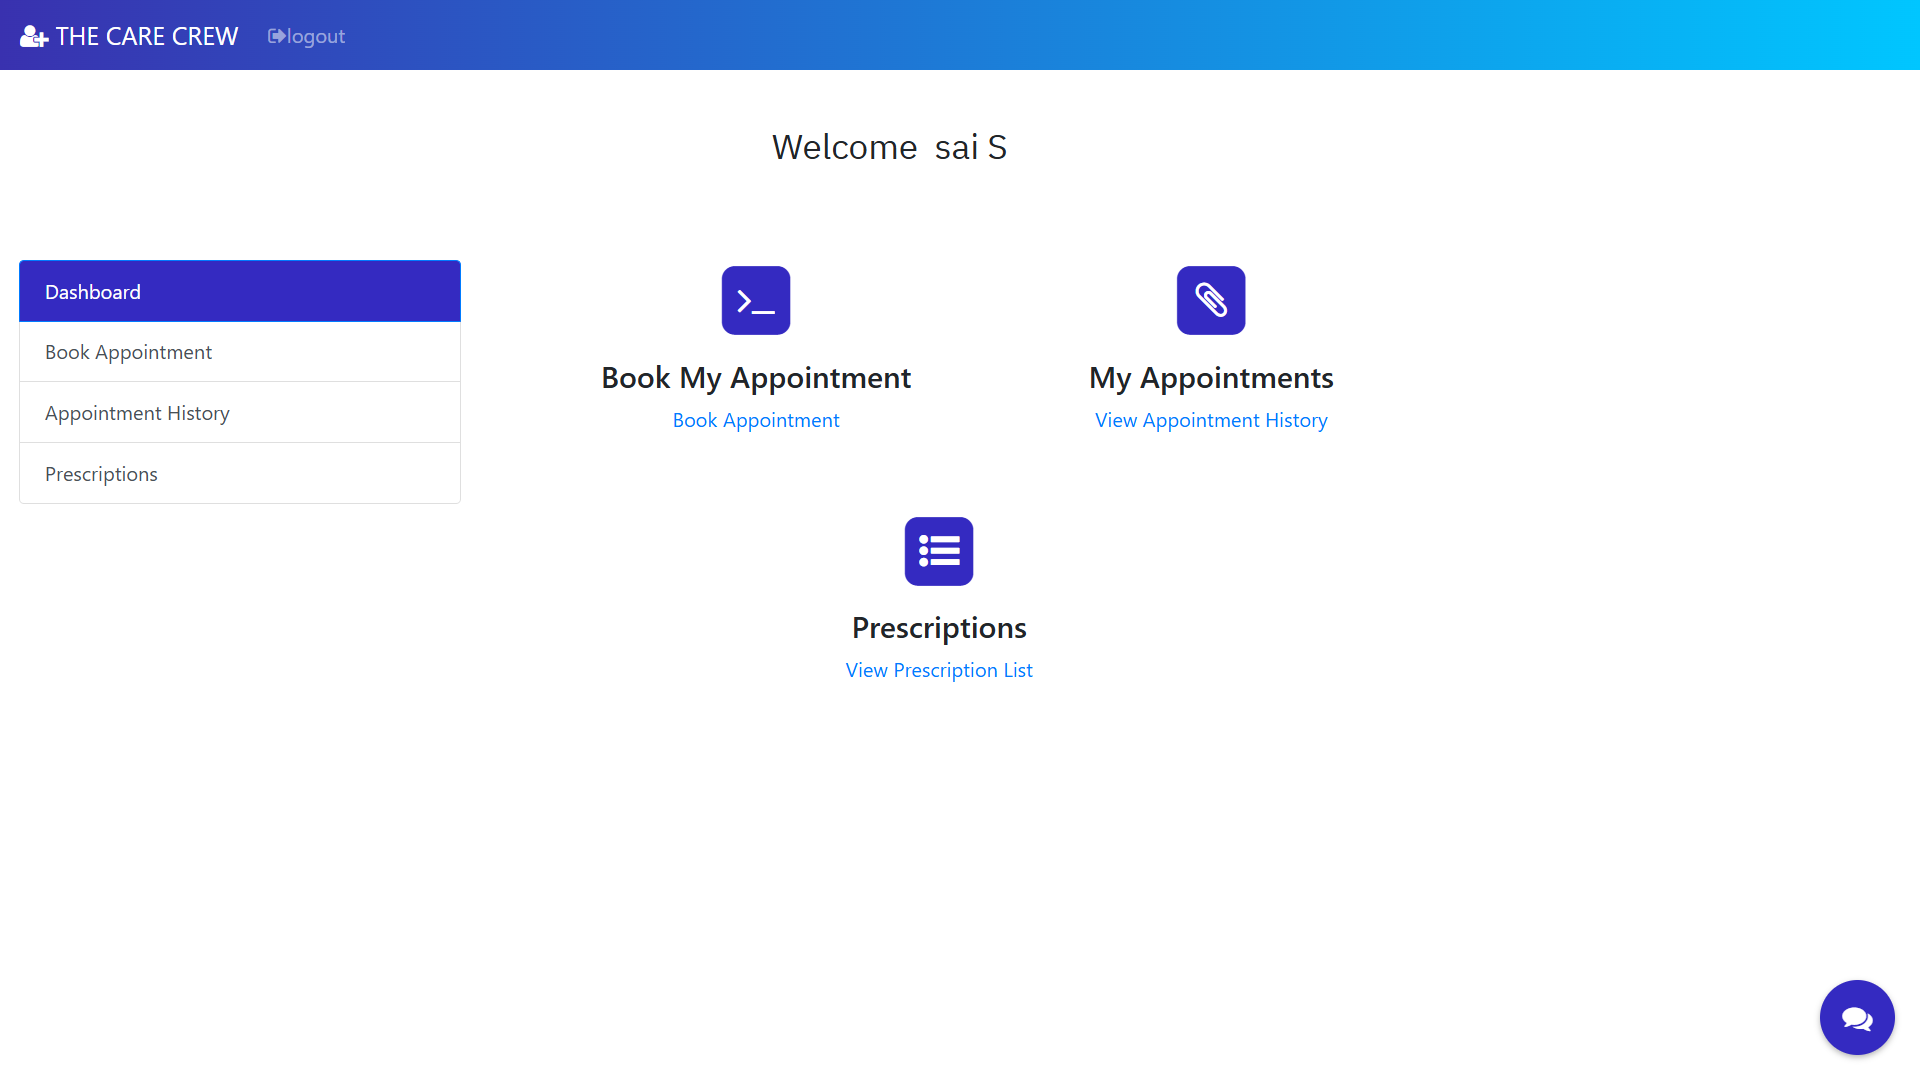 THE CARE CREW
logout
Welcome sai S
Dashboard
Book Appointment
Appointment History
Prescriptions
Book My Appointment
Book Appointment
My Appointments
View Appointment History
Prescriptions
View Prescription List